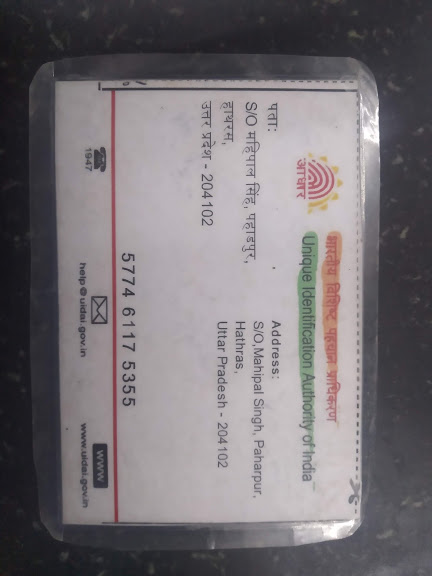 भारतीय विशिष्ट पहचान प्राधिकरण
Unique Identification Authority of India
आधार
पता:
S/O महिपाल सिंह, पहाडपुर,
हाथरस,
उत्तर प्रदेश - 204102
Address:
S/O,Mahipal Singh, Paharpur,
Hathras,
Uttar Pradesh - 204102
5774 6117 5355
1947
help@uidai.gov.in
www
www.uidai.gov.in